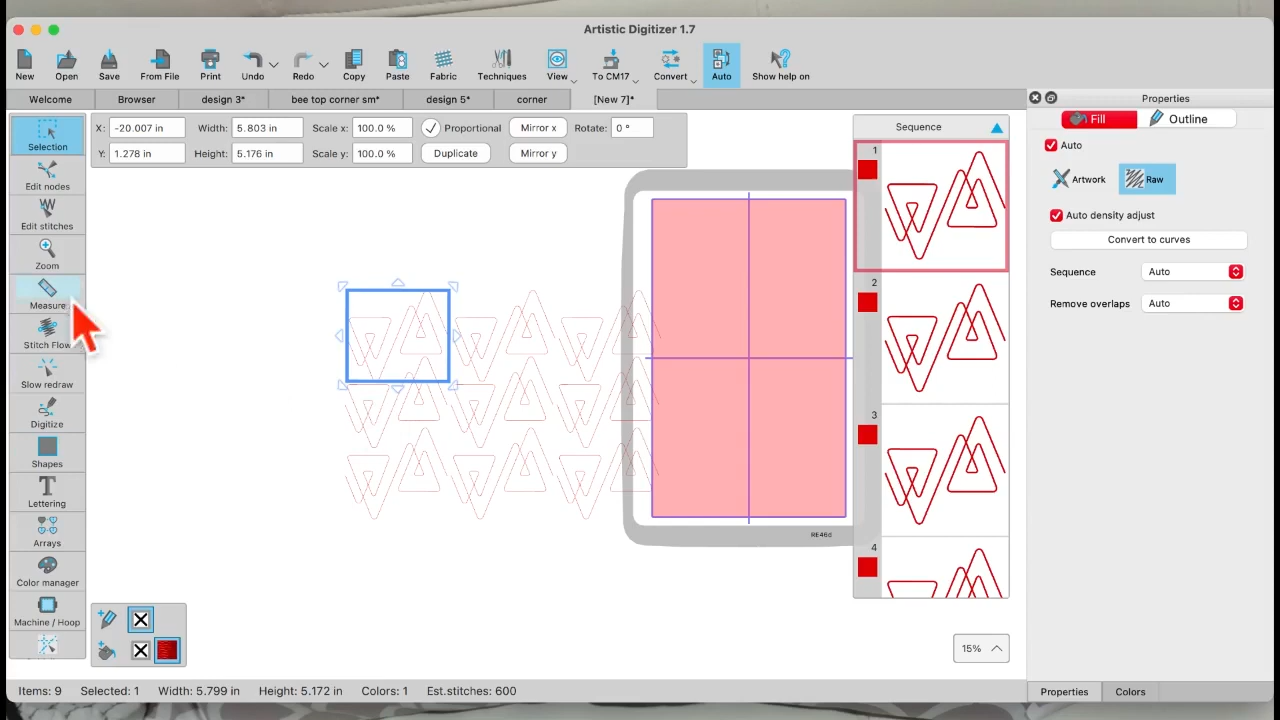 Artistic Digitizer 1.7
New Open Save From File Print Undo Redo Copy Paste Fabric Techniques View To CM17 Convert Auto Show help on
Welcome Browser design 3* bee top corner sm* design 5* corner [New 7]*
X: -20.007 in Width: 5.803 in Scale x: 100.0 % Proportional Mirror x Rotate: 0 °
Y: 1.278 in Height: 5.176 in Scale y: 100.0 % Duplicate Mirror y
Selection
Edit nodes
Edit stitches
Zoom
Measure
Stitch Flow
Slow redraw
Digitize
Shapes
Lettering
Arrays
Color manager
Machine / Hoop
RE46d
Sequence
1
2
3
4
15%
Properties
Fill Outline
Auto
Artwork Raw
Auto density adjust
Convert to curves
Sequence Auto
Remove overlaps Auto
Properties Colors
Items: 9 Selected: 1 Width: 5.799 in Height: 5.172 in Colors: 1 Est.stitches: 600